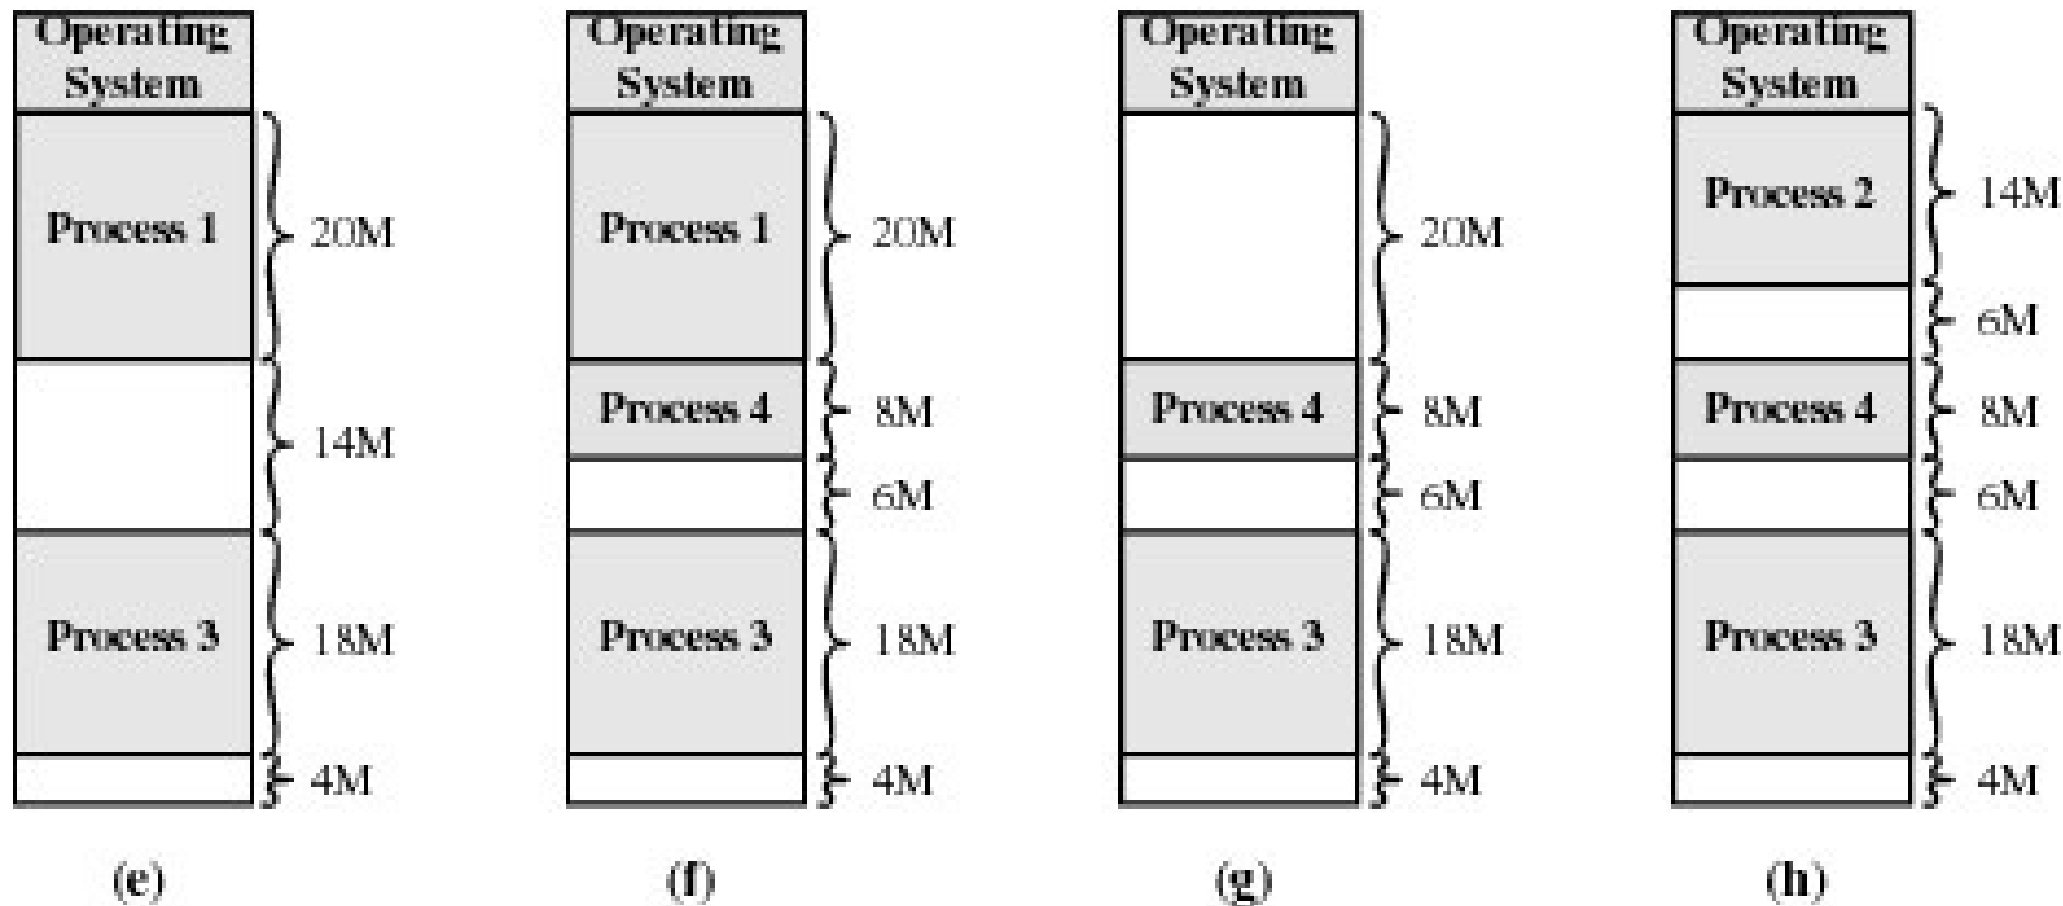 Operating
System
Process 1
20M
14M
Process 3
18M
4M
(e)
Operating
System
Process 1
20M
Process 4
8M
6M
Process 3
18M
4M
(f)
Operating
System
20M
Process 4
8M
6M
Process 3
18M
4M
(g)
Operating
System
Process 2
14M
6M
Process 4
8M
6M
Process 3
18M
4M
(h)